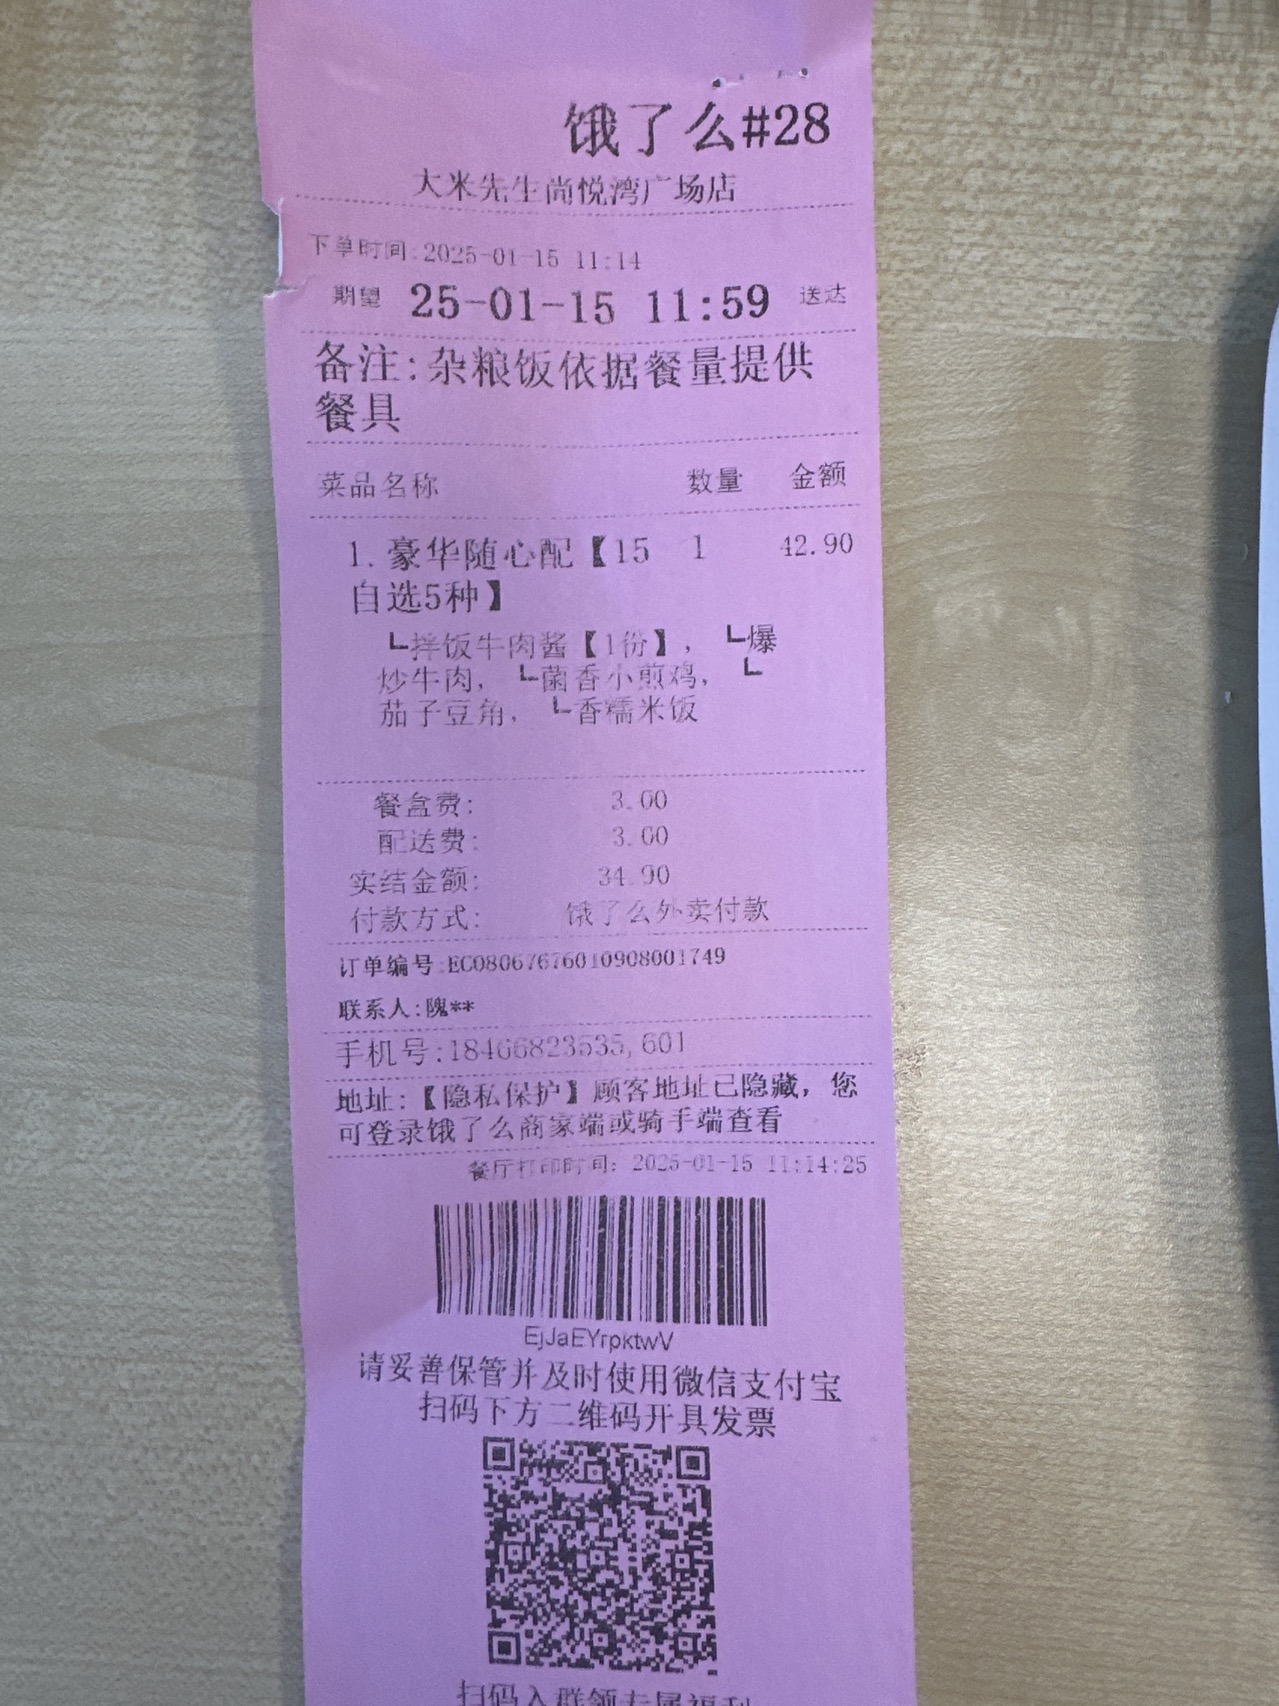 饿了么#28
大米先生尚悦湾广场店
下单时间:2025-01-15 11:14
期望 25-01-15 11:59 送达
备注:杂粮饭依据餐量提供
餐具
菜品名称 数量 金额
1. 豪华随心配【15 1 42.90
自选5种】
┗拌饭牛肉酱【1份】, ┗爆
炒牛肉, ┗菌香小煎鸡, ┗
茄子豆角, ┗香糯米饭
餐盒费: 3.00
配送费: 3.00
实结金额: 34.90
付款方式: 饿了么外卖付款
订单编号:EC08067676010908001749
联系人:隗**
手机号:18466823535,601
地址:【隐私保护】顾客地址已隐藏, 您
可登录饿了么商家端或骑手端查看
餐厅打印时间: 2025-01-15 11:14:25
EjJaEYrpktwV
请妥善保管并及时使用微信支付宝
扫码下方二维码开具发票
扫码入群领专属福利